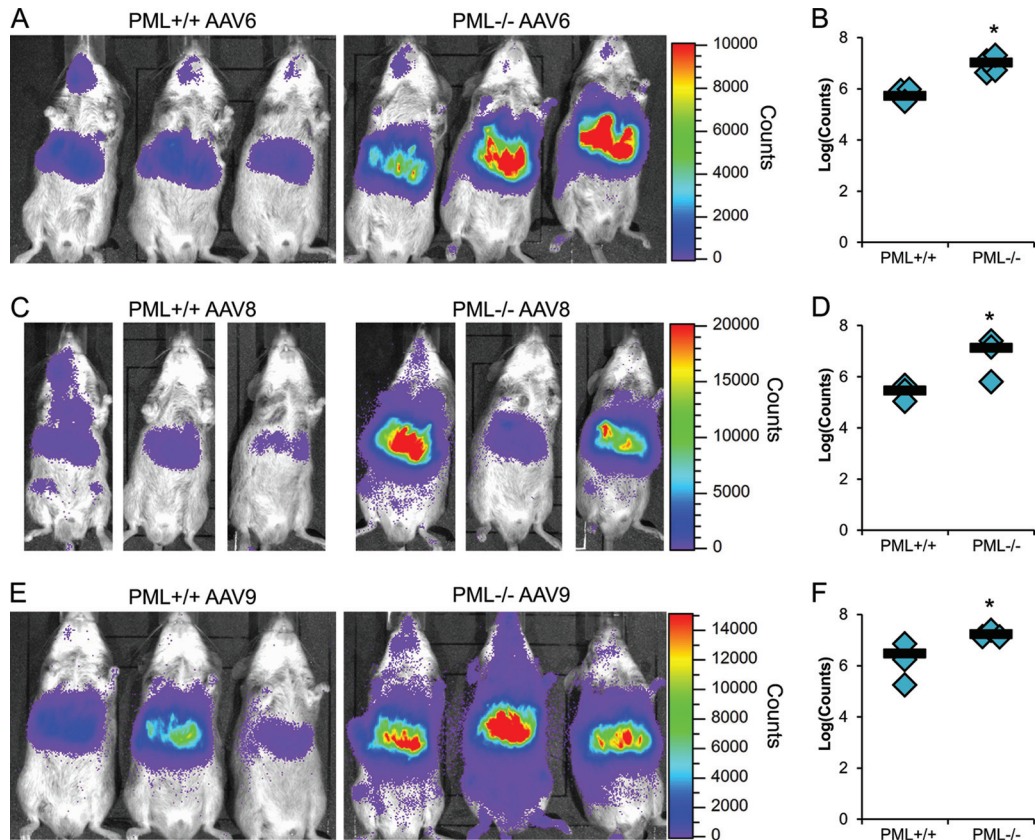 A
PML+/+ AAV6
PML-/- AAV6
10000
8000
6000
4000
2000
0
Counts
B
8
6
4
2
0
Log(Counts)
*
PML+/+
PML-/-
C
PML+/+ AAV8
PML-/- AAV8
20000
15000
10000
5000
0
Counts
D
8
6
4
2
0
Log(Counts)
*
PML+/+
PML-/-
E
PML+/+ AAV9
PML-/- AAV9
14000
12000
10000
8000
6000
4000
2000
0
Counts
F
8
6
4
2
0
Log(Counts)
*
PML+/+
PML-/-